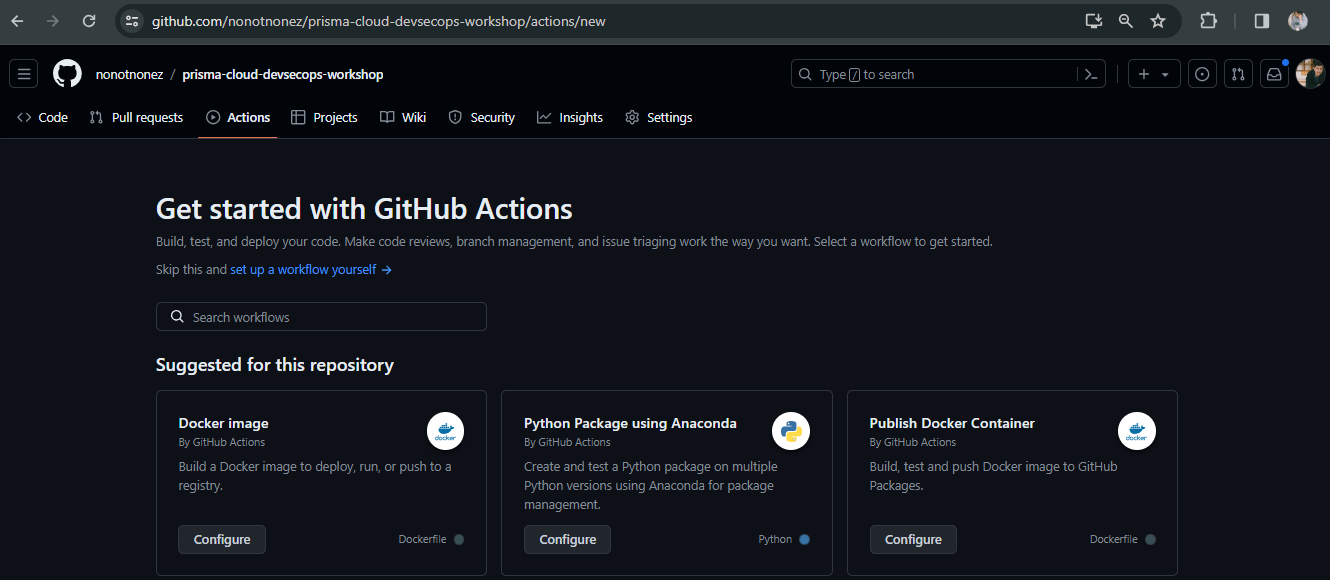 github.com/nonotnonez/prisma-cloud-devsecops-workshop/actions/new
nonotnonez / prisma-cloud-devsecops-workshop
Type / to search
Code Pull requests Actions Projects Wiki Security Insights Settings
Get started with GitHub Actions
Build, test, and deploy your code. Make code reviews, branch management, and issue triaging work the way you want. Select a workflow to get started.
Skip this and set up a workflow yourself →
Search workflows
Suggested for this repository
Docker image
By GitHub Actions
Build a Docker image to deploy, run, or push to a
registry.
Configure Dockerfile
docker
Python Package using Anaconda
By GitHub Actions
Create and test a Python package on multiple
Python versions using Anaconda for package
management.
Configure Python
Publish Docker Container
By GitHub Actions
Build, test and push Docker image to GitHub
Packages.
Configure Dockerfile
docker